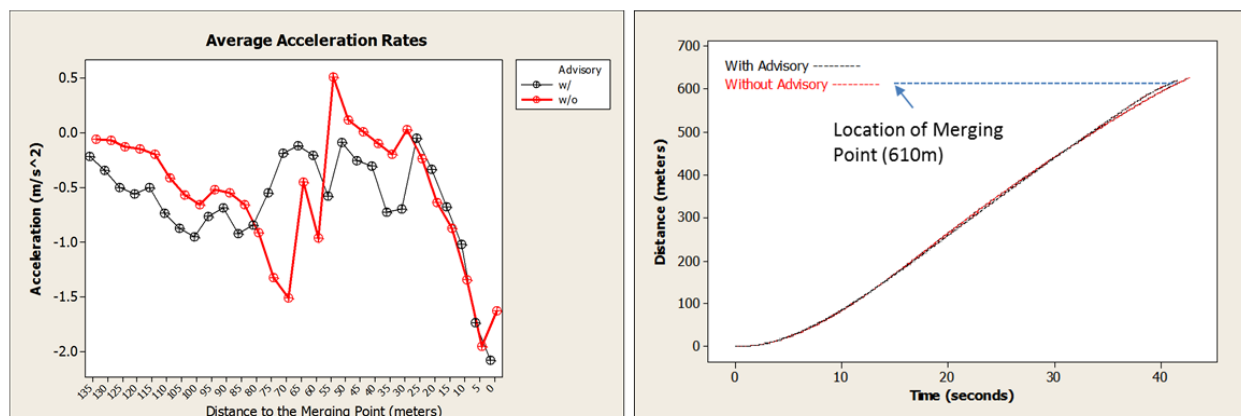 Average Acceleration Rates
Acceleration (m/s^2)
0.5
0.0
-0.5
-1.0
-1.5
-2.0
135 130 125 120 115 110 105 100 95 90 85 80 75 70 65 60 55 50 45 40 35 30 25 20 15 10 5 0
Distance to the Merging Point (meters)
Advisory
w/
w/o
Distance (meters)
700
600
500
400
300
200
100
0
With Advisory
Without Advisory
Location of Merging
Point (610m)
0 10 20 30 40
Time (seconds)